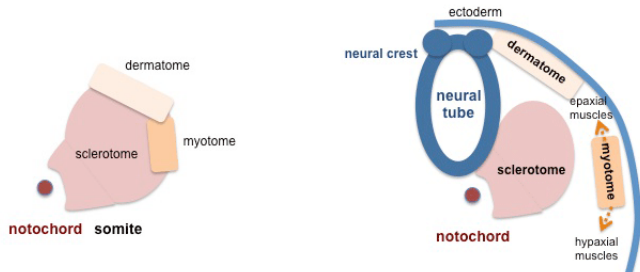 dermatome
myotome
sclerotome
notochord somite
ectoderm
neural crest
dermatome
neural
tube
epaxial
muscles
myotome
sclerotome
notochord
hypaxial
muscles